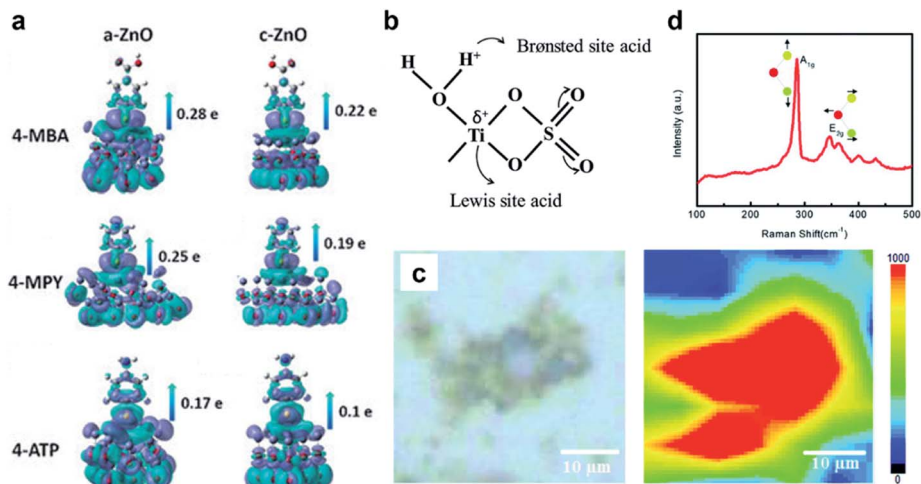 a
a-ZnO
c-ZnO
4-MBA
0.28 e
0.22 e
4-MPY
0.25 e
0.19 e
4-ATP
0.17 e
0.1 e
b
H
H+
Brønsted site acid
O
δ+
O
O
Ti
S
O
O
Lewis site acid
c
10 µm
d
Intensity (a.u.)
A1g
E2g
100
200
300
400
500
Raman Shift(cm-1)
1000
0
10 µm